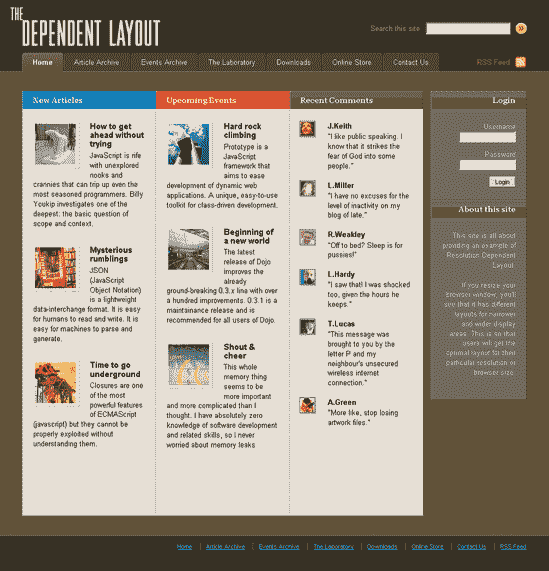 THE
DEPENDENT LAYOUT
Search this site
Home
Article Archive
Events Archive
The Laboratory
Downloads
Online Store
Contact Us
RSS Feed
New Articles
How to get
ahead without
trying
JavaScript is rife
with unexplored
nooks and
crannies that can trip up even the
most seasoned programmers. Billy
Youkip investigates one of the
deepest: the basic question of
scope and context.
Mysterious
rumblings
JSON
(JavaScript
Object Notation)
is a lightweight
data-interchange format. It is easy
for humans to read and write. It is
easy for machines to parse and
generate.
Time to go
underground
Closures are one
of the most
powerful features
of ECMAScript
(javascript) but they cannot be
properly exploited without
understanding them.
Upcoming Events
Hard rock
climbing
Prototype is a
JavaScript
framework that
aims to ease
development of dynamic web
applications. A unique, easy-to-use
toolkit for class-driven development.
Beginning of
a new world
The latest
release of Dojo
improves the
already
ground-breaking 0.3.x line with over
a hundred improvements. 0.3.1 is a
maintainance release and is
recommended for all users of Dojo.
Shout &
cheer
This whole
memory thing
seems to be
more important
and more complicated than I
thought. I have absolutely zero
knowledge of software development
and related skills, so I never
worried about memory leaks
Recent Comments
J.Keith
"I like public speaking. I
know that it strikes the
fear of God into some
people."
L.Miller
"I have no excuses for the
level of inactivity on my
blog of late."
R.Weakley
"Off to bed? Sleep is for
pussies!"
L.Hardy
"I saw that! I was shocked
too, given the hours he
keeps."
T.Lucas
"This message was
brought to you by the
letter P and my
neighbour's unsecured
wireless internet
connection."
A.Green
"More like, stop losing
artwork files."
Login
Username
Password
Login
About this site
This site is all about
providing an example of
Resolution Dependent
Layout.
If you resize your
browser window, you'll
see that it has different
layouts for narrower
and wider display
areas. This is so that
users will get the
optimal layout for their
particular resolution or
browser size.
Home
Article Archive
Events Archive
The Laboratory
Downloads
Online Store
Contact Us
RSS Feed